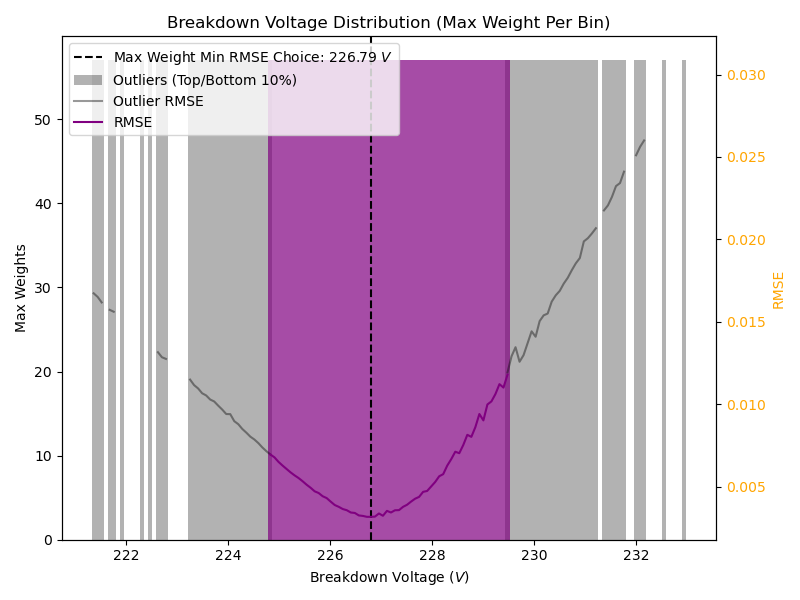 Breakdown Voltage Distribution (Max Weight Per Bin)
Max Weight Min RMSE Choice: 226.79 V
Outliers (Top/Bottom 10%)
Outlier RMSE
RMSE
Max Weights
50
40
30
20
10
0
0.030
0.025
0.020
0.015
0.010
0.005
RMSE
222 224 226 228 230 232
Breakdown Voltage (V)